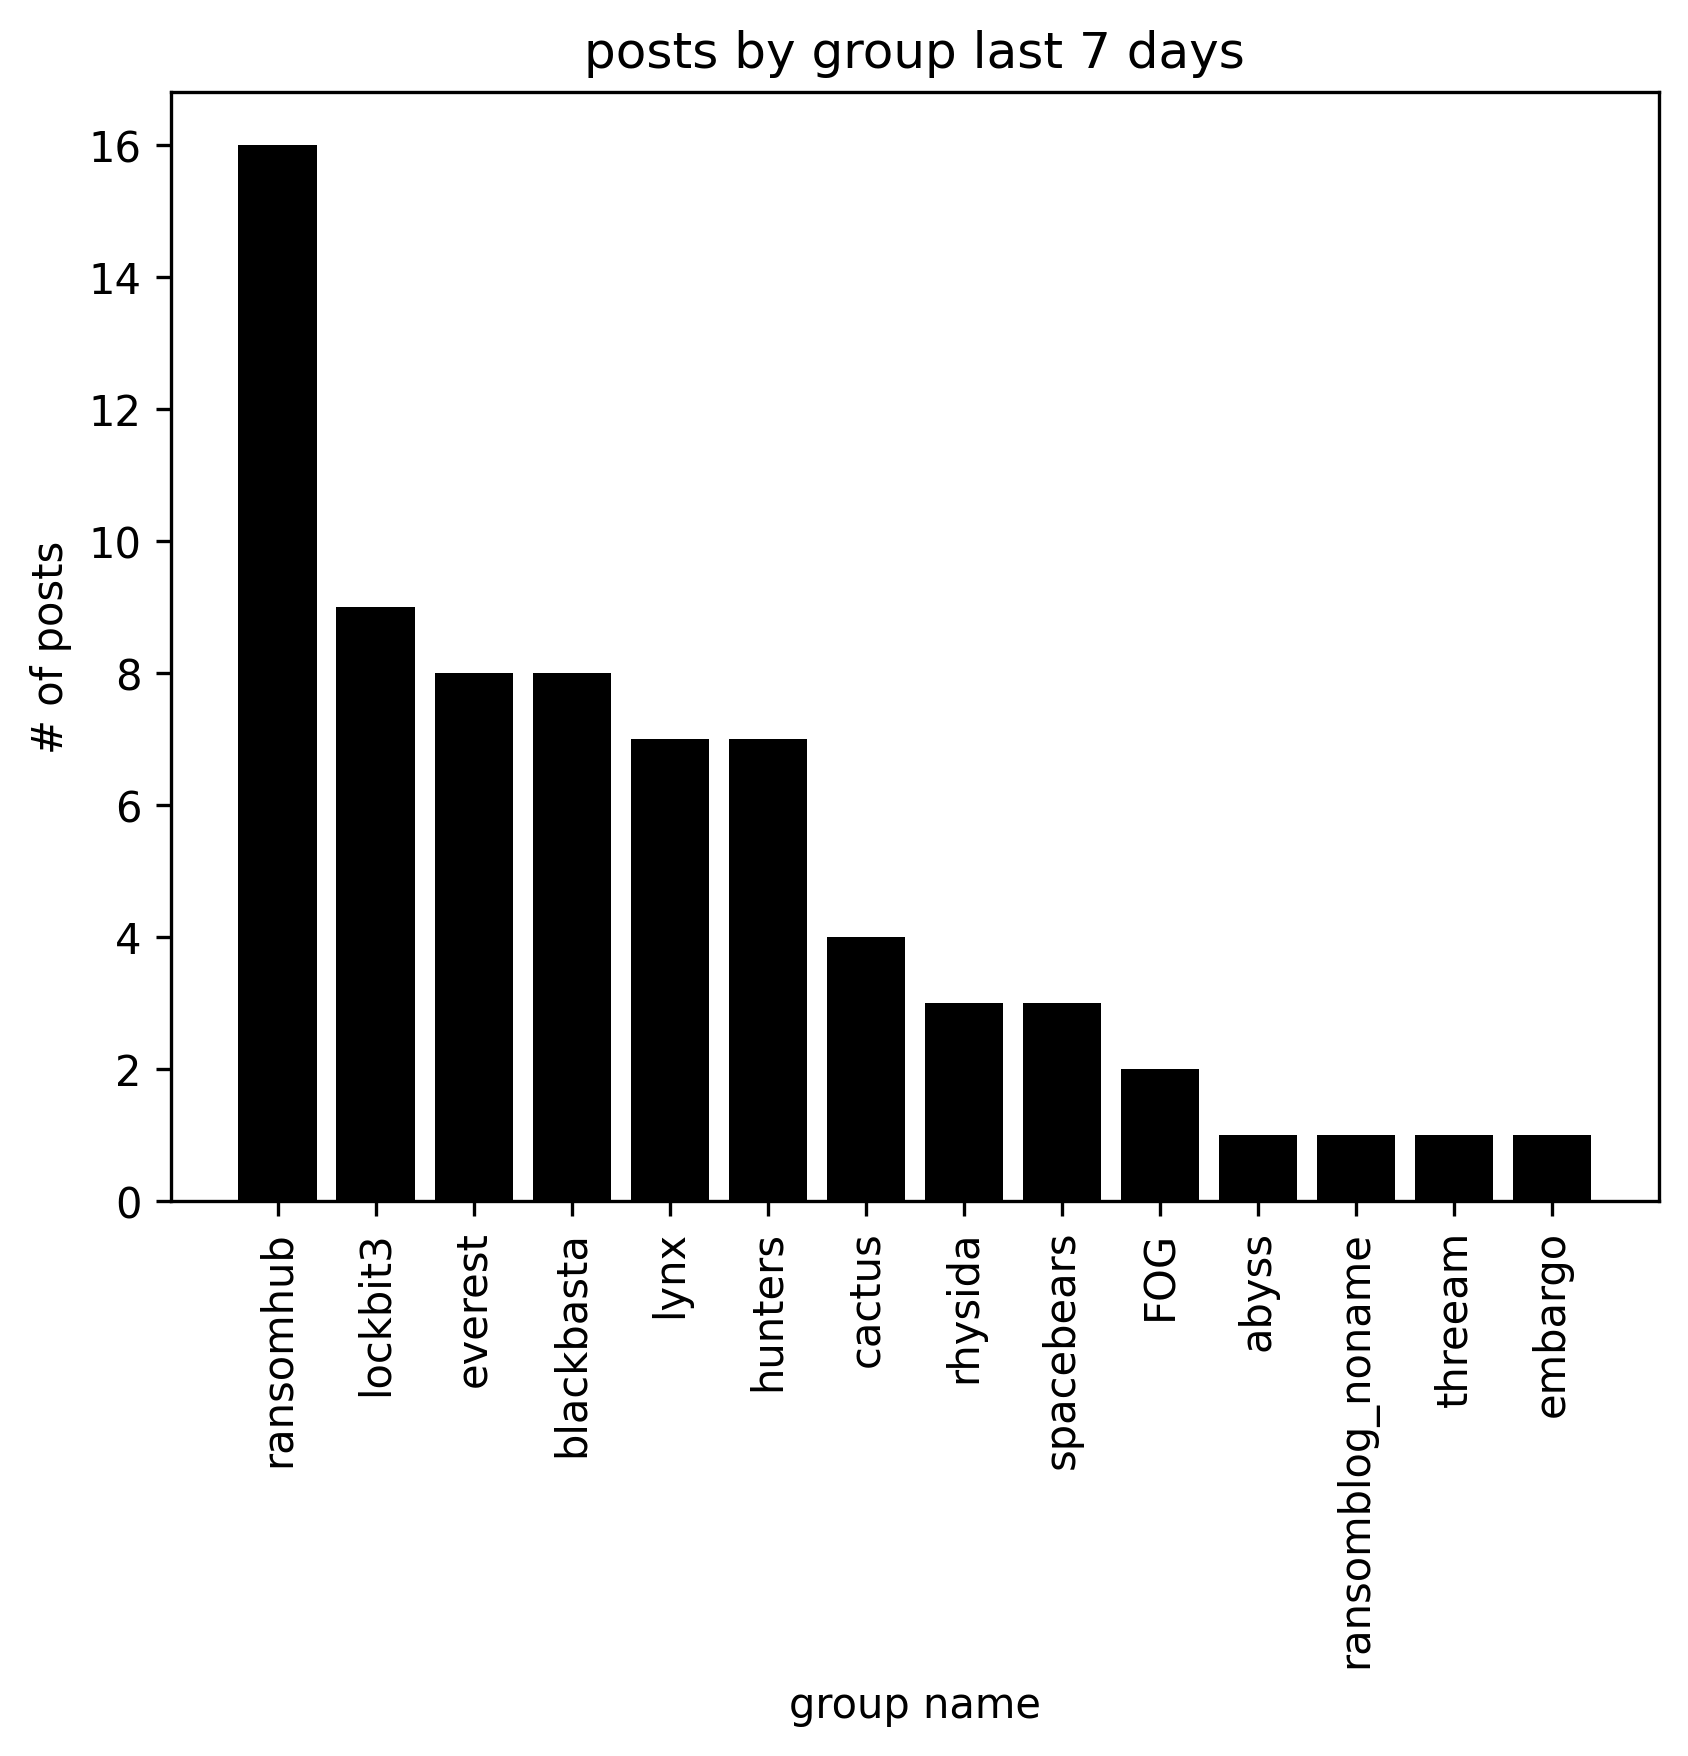 posts by group last 7 days
# of posts
16
14
12
10
8
6
4
2
0
ransomhub
lockbit3
everest
blackbasta
lynx
hunters
cactus
rhysida
spacebears
FOG
abyss
ransomblog_noname
threeam
embargo
group name